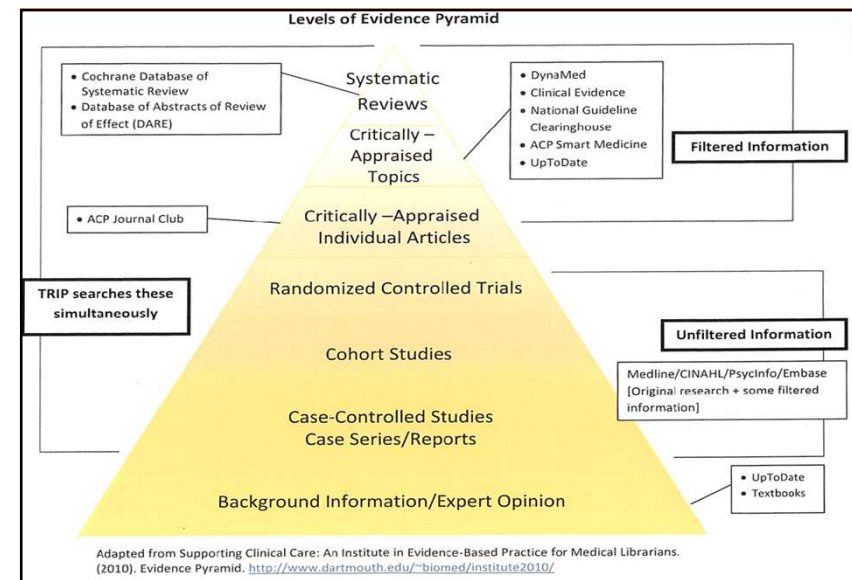 Levels of Evidence Pyramid
• Cochrane Database of
Systematic Review
• Database of Abstracts of Review
of Effect (DARE)
Systematic
Reviews
• DynaMed
• Clinical Evidence
• National Guideline
Clearinghouse
• ACP Smart Medicine
• UpToDate
Critically –
Appraised
Topics
Filtered Information
• ACP Journal Club
Critically –Appraised
Individual Articles
TRIP searches these
simultaneously
Randomized Controlled Trials
Unfiltered Information
Cohort Studies
Medline/CINAHL/PsycInfo/Embase
[Original research + some filtered
information]
Case-Controlled Studies
Case Series/Reports
Background Information/Expert Opinion
• UpToDate
• Textbooks
Adapted from Supporting Clinical Care: An Institute in Evidence-Based Practice for Medical Librarians.
(2010). Evidence Pyramid. http://www.dartmouth.edu/~biomed/institute2010/